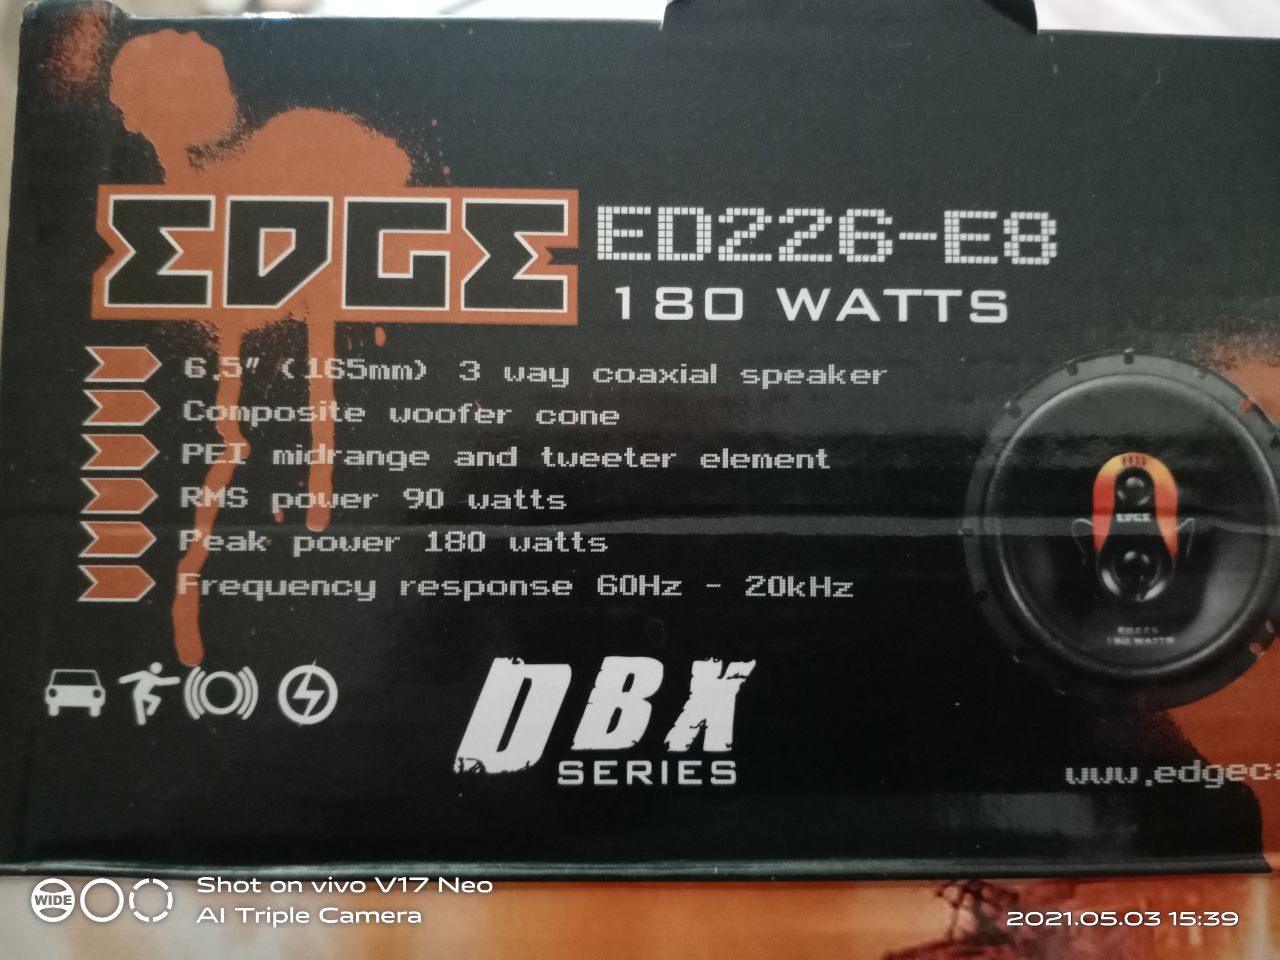 EDGE
ED226-E8
180 WATTS
6.5" (165mm) 3 way coaxial speaker
Composite woofer cone
PEI midrange and tweeter element
RMS power 90 watts
Peak power 180 watts
Frequency response 60Hz - 20kHz
EDGE
ED226
180 WATTS
DBX
SERIES
www.edgeca
WIDE
Shot on vivo V17 Neo
AI Triple Camera
2021.05.03 15:39